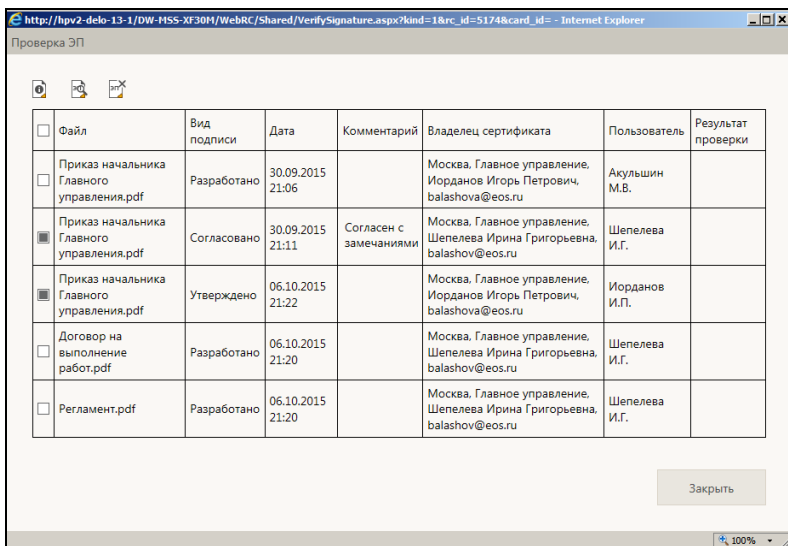 http://hpv2-delo-13-1/DW-MSS-XF30M/WebRC/Shared/VerifySignature.aspx?kind=1&rc_id=5174&card_id= - Internet Explorer
Проверка ЭП
Файл
Вид
подписи
Дата
Комментарий
Владелец сертификата
Пользователь
Результат
проверки
Приказ начальника
Главного
управления.pdf
Разработано
30.09.2015
21:06
Москва, Главное управление,
Иорданов Игорь Петрович,
balashova@eos.ru
Акульшин
М.В.
Приказ начальника
Главного
управления.pdf
Согласовано
30.09.2015
21:11
Согласен с
замечаниями
Москва, Главное управление,
Шепелева Ирина Григорьевна,
balashov@eos.ru
Шепелева
И.Г.
Приказ начальника
Главного
управления.pdf
Утверждено
06.10.2015
21:22
Москва, Главное управление,
Иорданов Игорь Петрович,
balashova@eos.ru
Иорданов
И.П.
Договор на
выполнение
работ.pdf
Разработано
06.10.2015
21:20
Москва, Главное управление,
Шепелева Ирина Григорьевна,
balashov@eos.ru
Шепелева
И.Г.
Регламент.pdf
Разработано
06.10.2015
21:20
Москва, Главное управление,
Шепелева Ирина Григорьевна,
balashov@eos.ru
Шепелева
И.Г.
Закрыть
100%